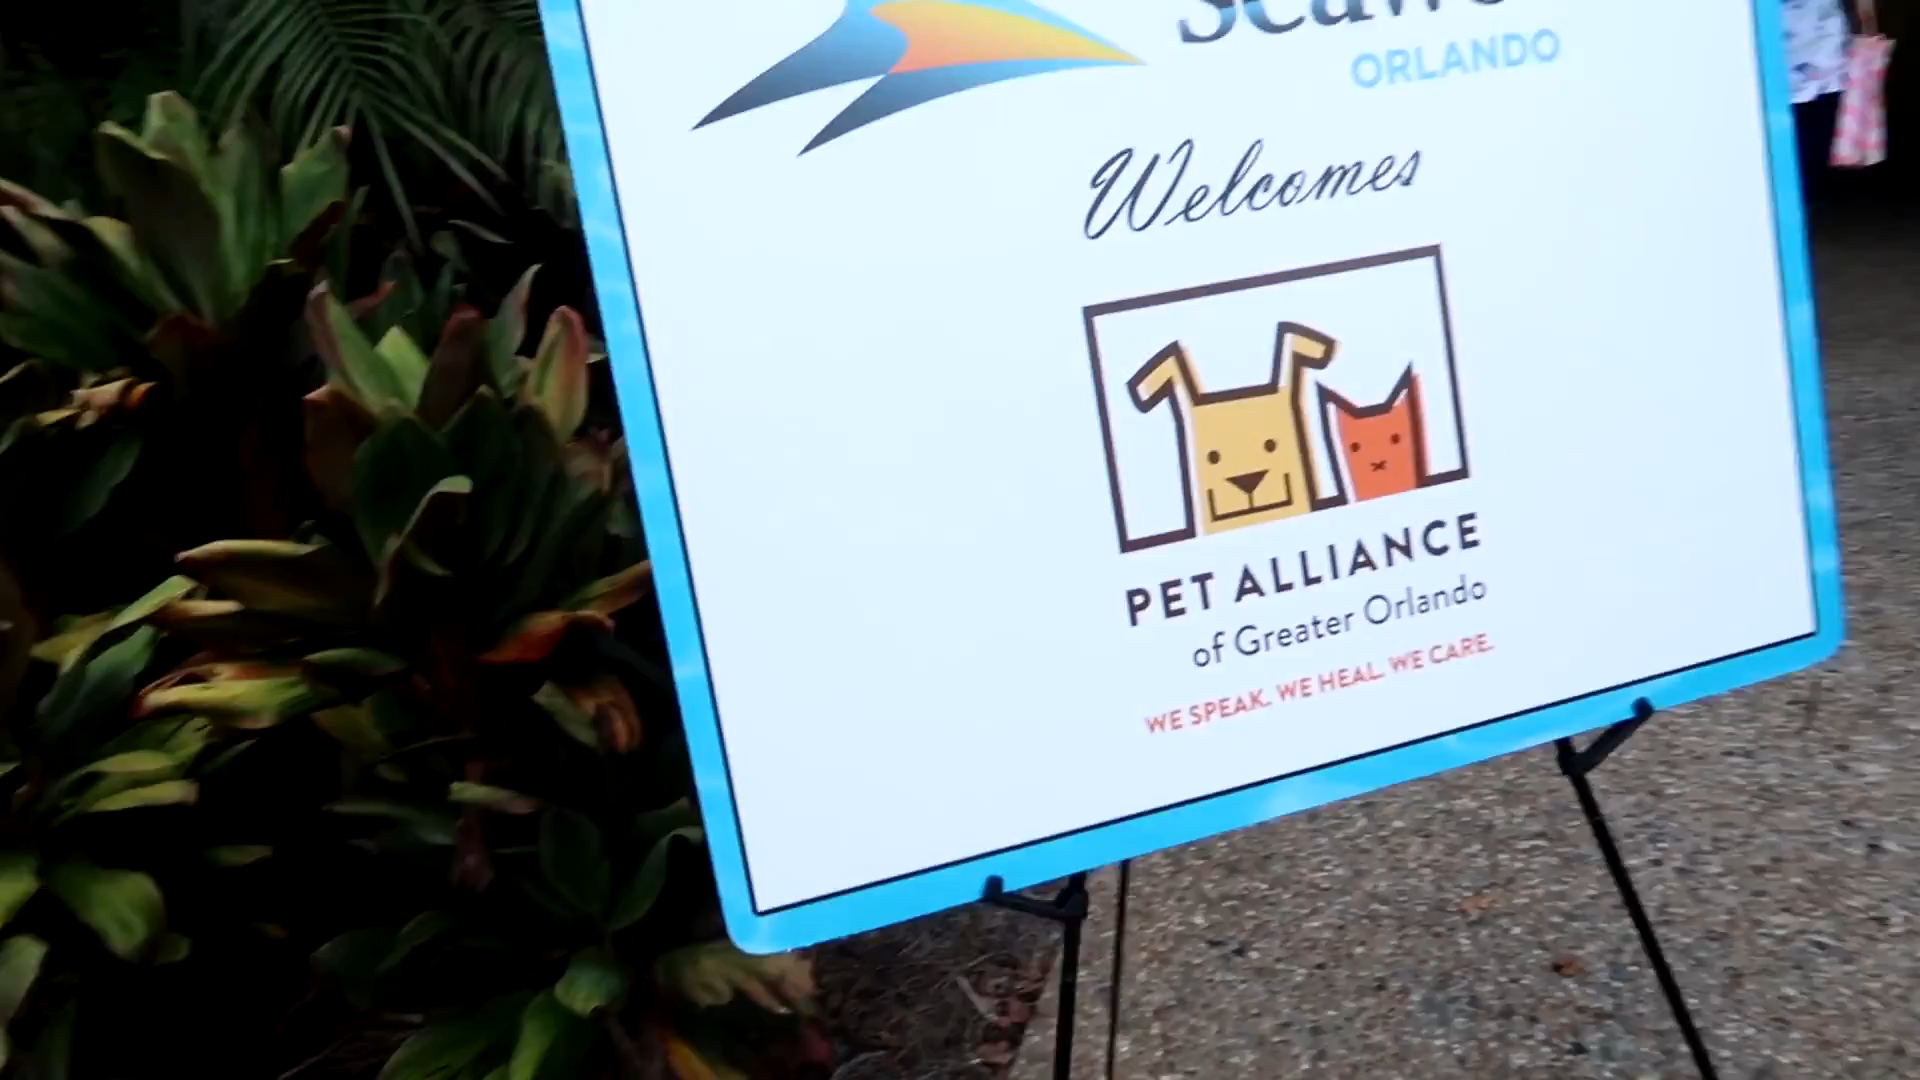 ORLANDO
Welcomes
PET ALLIANCE
of Greater Orlando
WE SPEAK. WE HEAL. WE CARE.